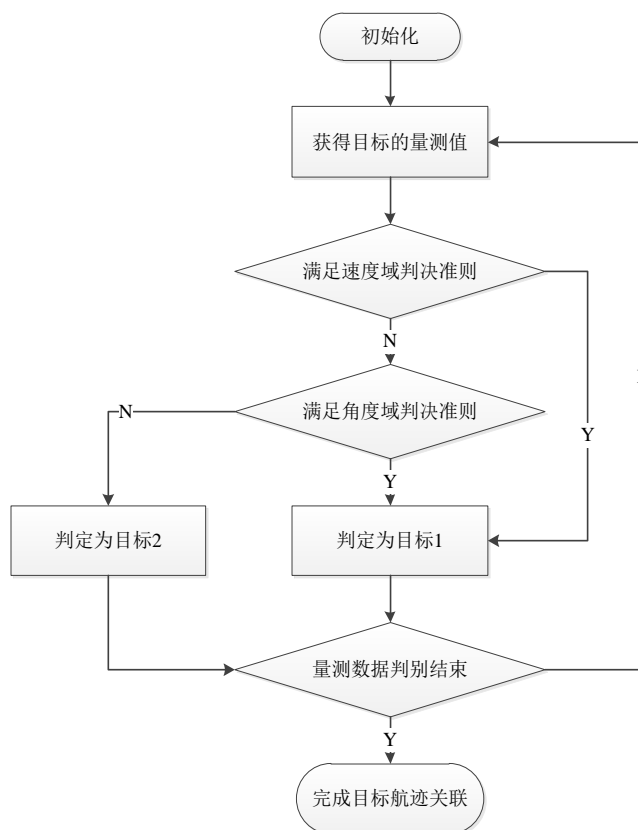 初始化
获得目标的量测值
满足速度域判决准则
N
满足角度域判决准则
N
Y
Y
判定为目标2
判定为目标1
量测数据判别结束
Y
完成目标航迹关联